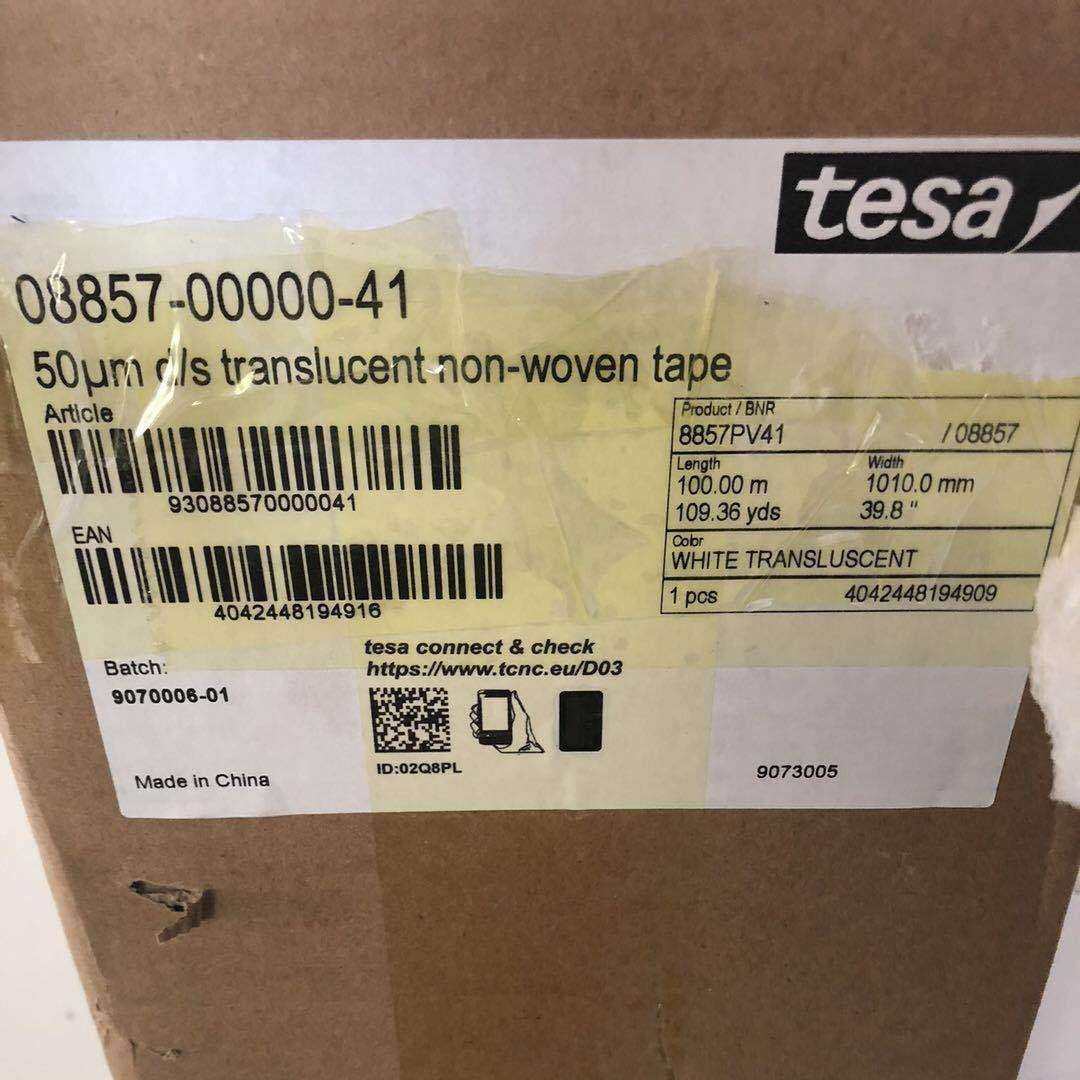 tesa
08857-00000-41
50µm d/s translucent non-woven tape
Article
93088570000041
EAN
4042448194916
Product / BNR
8857PV41 / 08857
Length Width
100.00 m 1010.0 mm
109.36 yds 39.8 "
Color
WHITE TRANSLUSCENT
1 pcs 4042448194909
tesa connect & check
https://www.tcnc.eu/D03
Batch:
9070006-01
ID:02Q8PL
Made in China
9073005